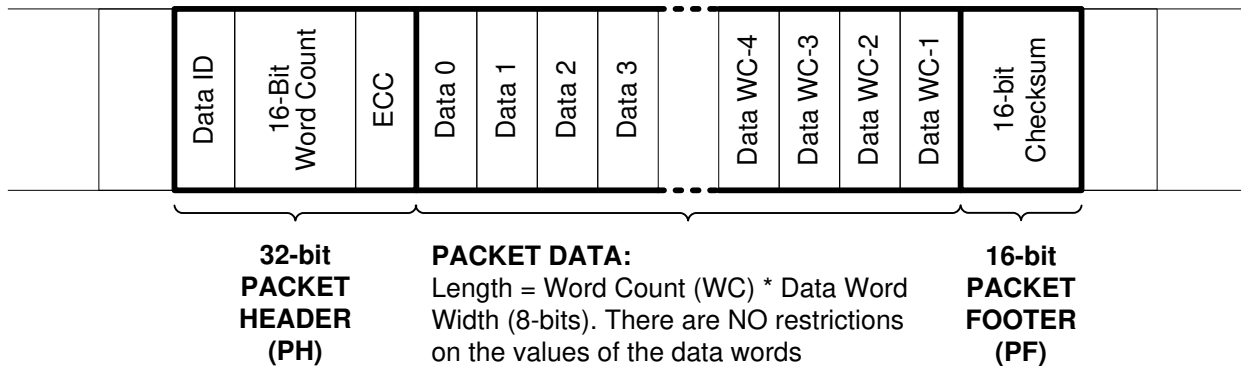 Data ID
16-Bit
Word Count
ECC
Data 0
Data 1
Data 2
Data 3
Data WC-4
Data WC-3
Data WC-2
Data WC-1
16-bit
Checksum
32-bit
PACKET
HEADER
(PH)
PACKET DATA:
Length = Word Count (WC) * Data Word
Width (8-bits). There are NO restrictions
on the values of the data words
16-bit
PACKET
FOOTER
(PF)